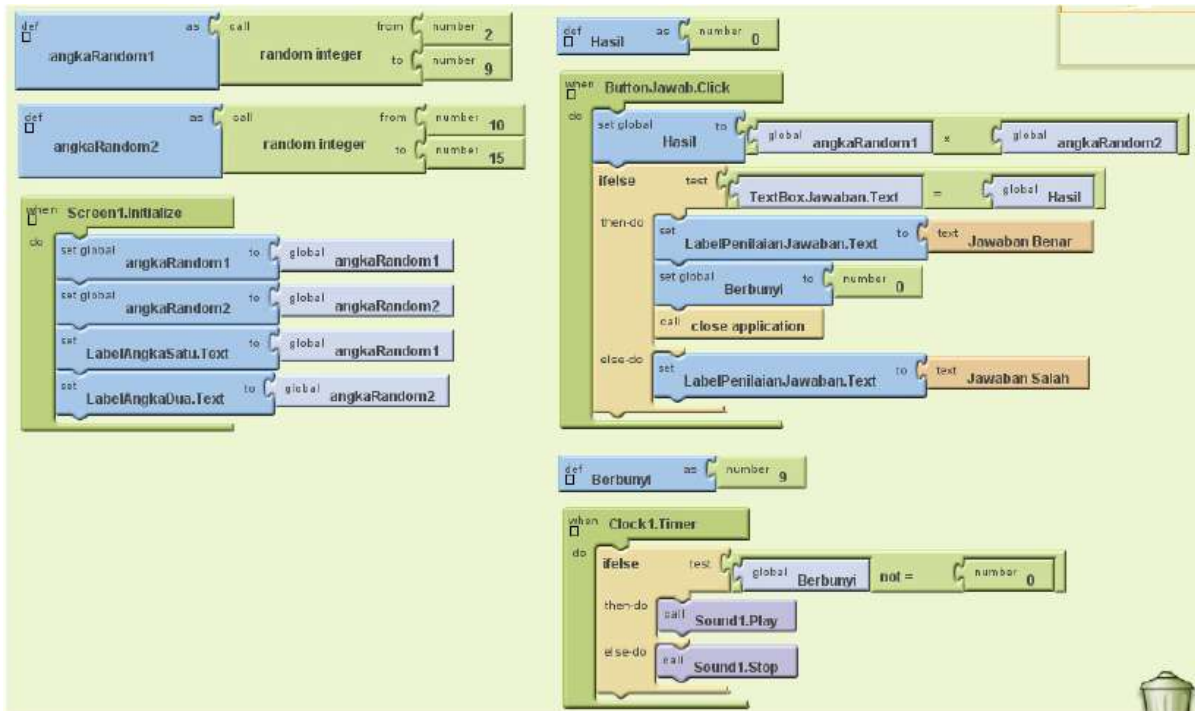 def as call from number 2
angkaRandom1 random integer to number 9
def as call from number 10
angkaRandom2 random integer to number 15
when Screen1.Initialize
do set global angkaRandom1 to global angkaRandom1
set global angkaRandom2 to global angkaRandom2
set LabelAngkaSatu.Text to global angkaRandom1
set LabelAngkaDua.Text to global angkaRandom2
def Hasil as number 0
when ButtonJawab.Click
do set global Hasil to global angkaRandom1 x global angkaRandom2
ifelse test TextBoxJawaban.Text = global Hasil
then-do set LabelPenilaianJawaban.Text to text Jawaban Benar
set global Berbunyi to number 0
call close application
else-do set LabelPenilaianJawaban.Text to text Jawaban Salah
def Berbunyi as number 9
when Clock1.Timer
do ifelse test global Berbunyi not = number 0
then-do call Sound1.Play
else-do call Sound1.Stop